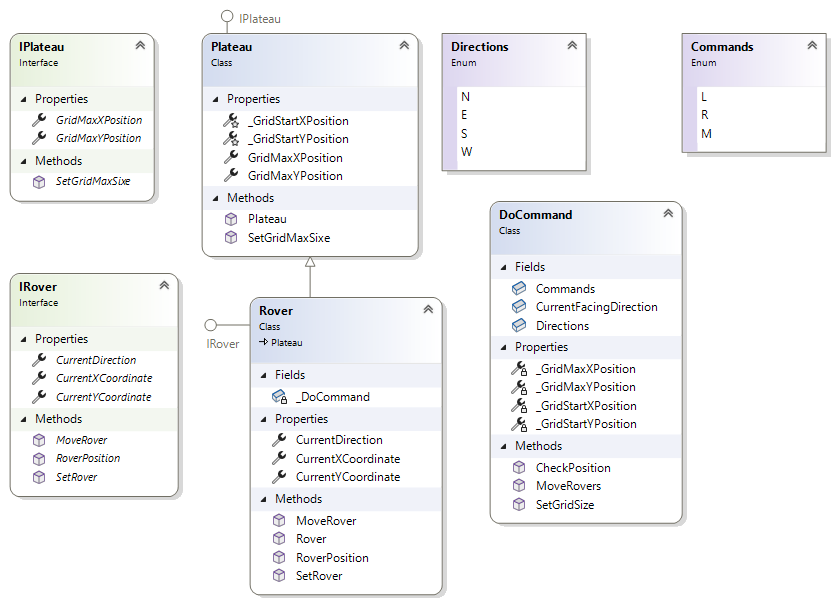 IPlateau
IPlateau
Interface
Properties
GridMaxXPosition
GridMaxYPosition
Methods
SetGridMaxSixe
Plateau
Class
Properties
_GridStartXPosition
_GridStartYPosition
GridMaxXPosition
GridMaxYPosition
Methods
Plateau
SetGridMaxSixe
Directions
Enum
N
E
S
W
Commands
Enum
L
R
M
IRover
Interface
Properties
CurrentDirection
CurrentXCoordinate
CurrentYCoordinate
Methods
MoveRover
RoverPosition
SetRover
IRover
Rover
Class
Plateau
Fields
_DoCommand
Properties
CurrentDirection
CurrentXCoordinate
CurrentYCoordinate
Methods
MoveRover
Rover
RoverPosition
SetRover
DoCommand
Class
Fields
Commands
CurrentFacingDirection
Directions
Properties
_GridMaxXPosition
_GridMaxYPosition
_GridStartXPosition
_GridStartYPosition
Methods
CheckPosition
MoveRovers
SetGridSize